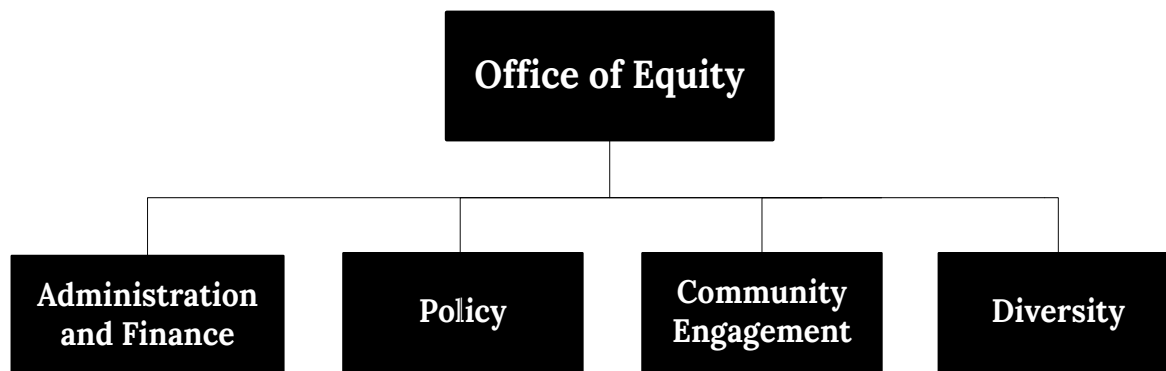 Office of Equity
Administration
and Finance
Policy
Community
Engagement
Diversity